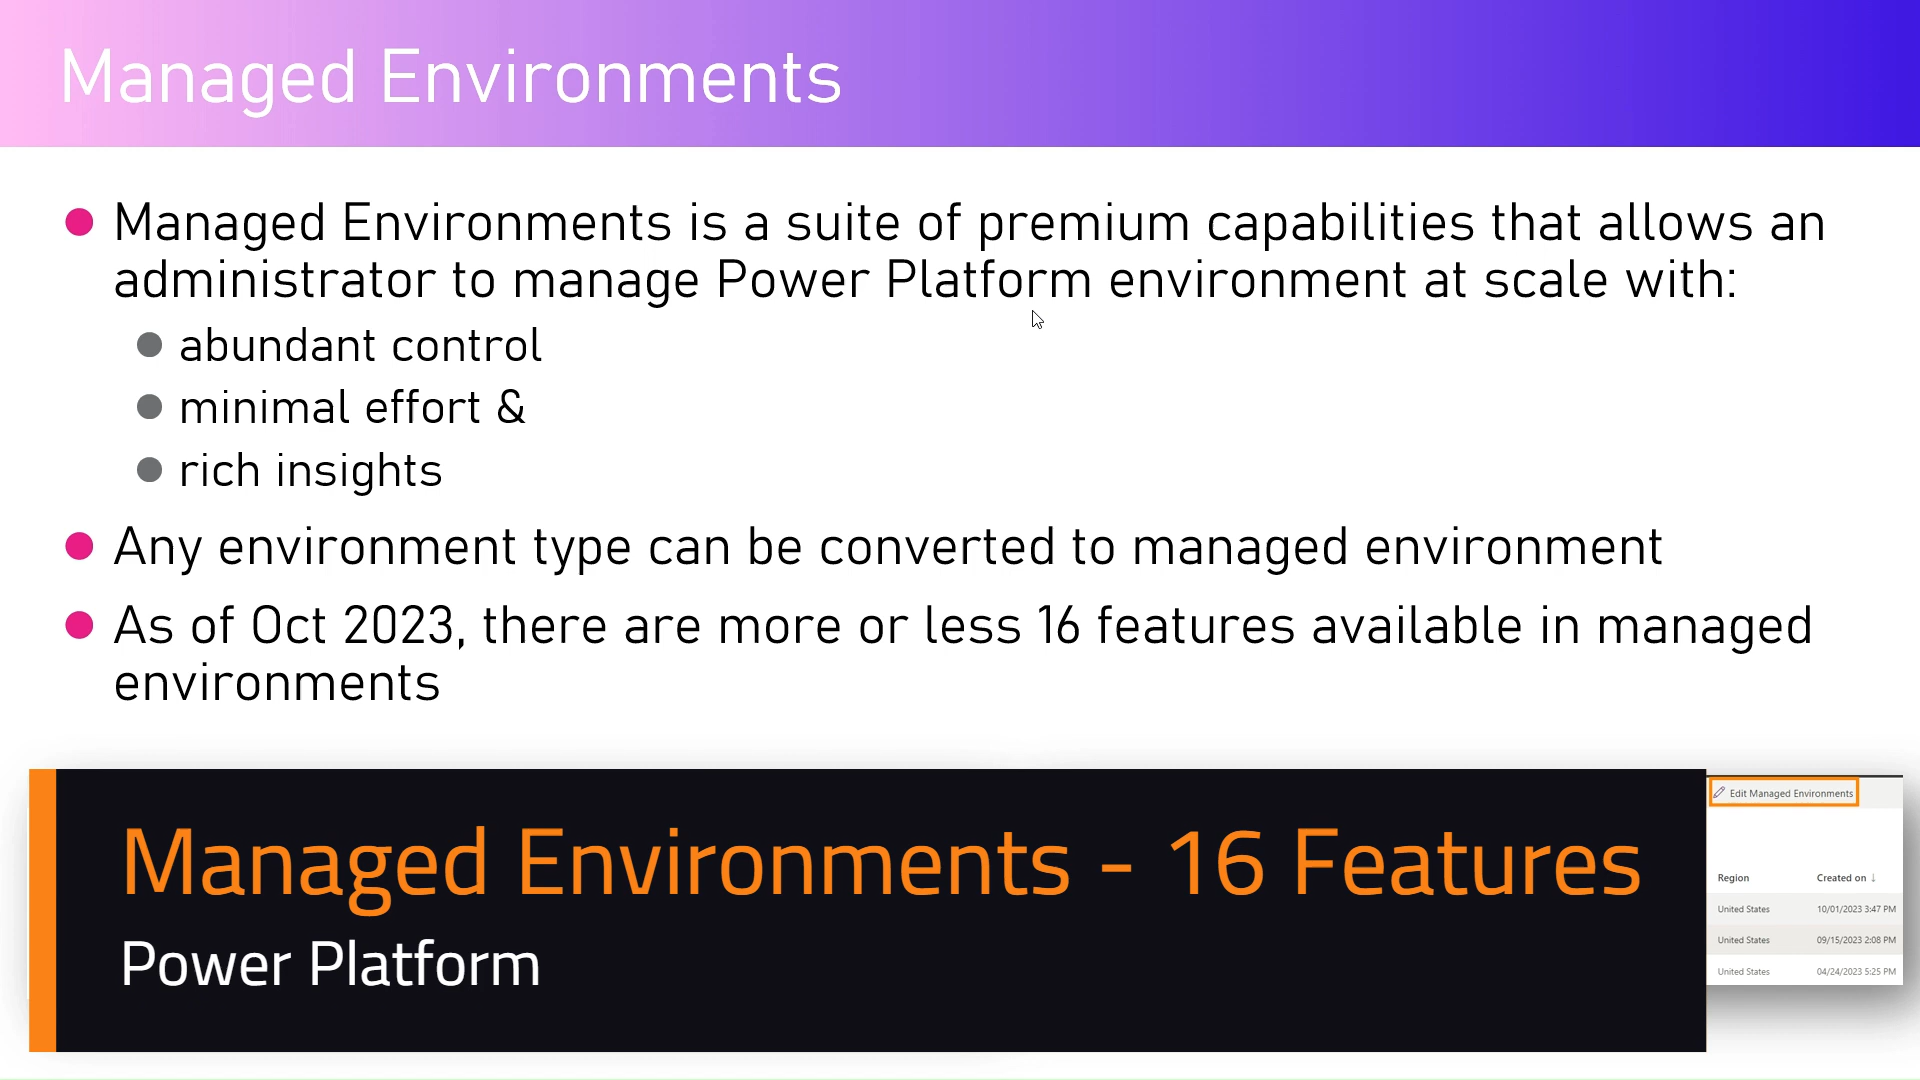 Managed Environments
Managed Environments is a suite of premium capabilities that allows an
administrator to manage Power Platform environment at scale with:
abundant control
minimal effort &
rich insights
Any environment type can be converted to managed environment
As of Oct 2023, there are more or less 16 features available in managed
environments
Managed Environments - 16 Features
Power Platform
Edit Managed Environments
Region Created on ↓
United States 10/01/2023 3:47 PM
United States 09/15/2023 2:08 PM
United States 04/24/2023 5:25 PM